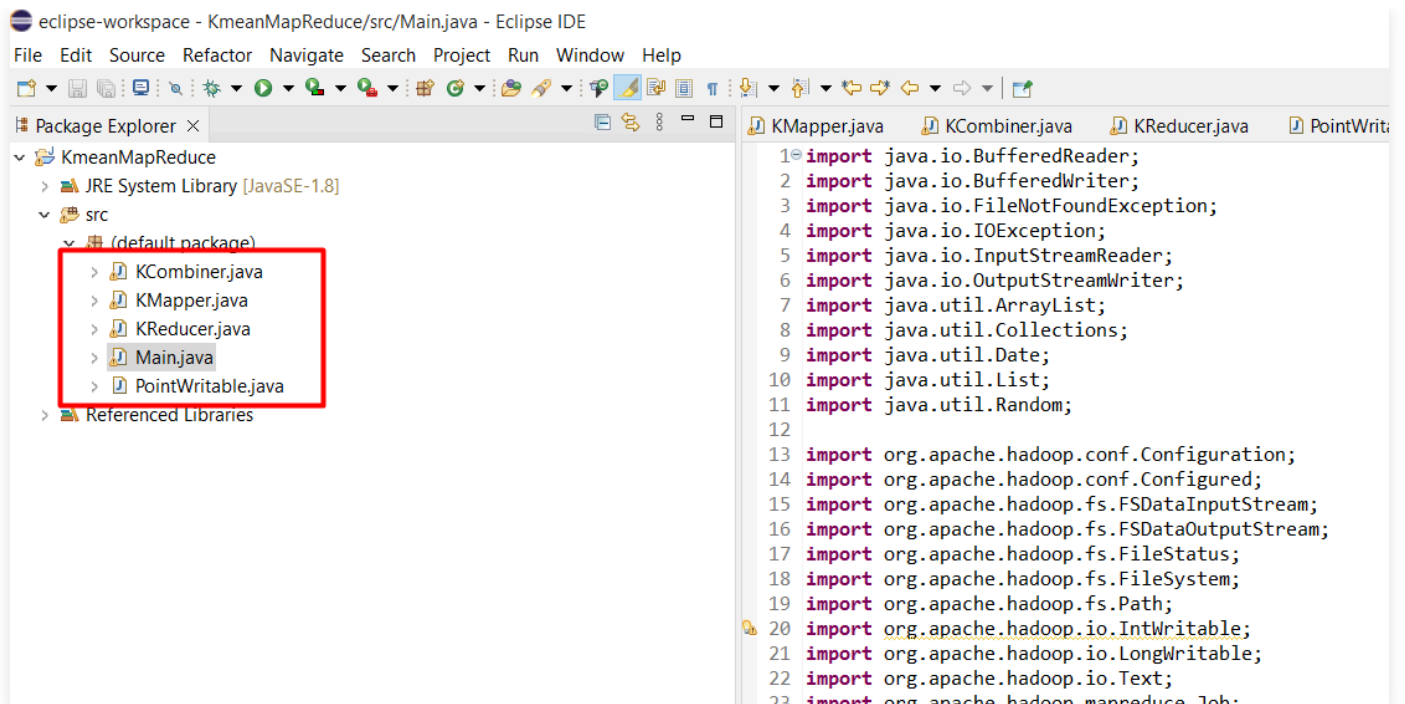 eclipse-workspace - KmeanMapReduce/src/Main.java - Eclipse IDE
File Edit Source Refactor Navigate Search Project Run Window Help
Package Explorer
KmeanMapReduce
JRE System Library [JavaSE-1.8]
src
(default package)
KCombiner.java
KMapper.java
KReducer.java
Main.java
PointWritable.java
Referenced Libraries
KMapper.java KCombiner.java KReducer.java PointWrita
1 import java.io.BufferedReader;
2 import java.io.BufferedWriter;
3 import java.io.FileNotFoundException;
4 import java.io.IOException;
5 import java.io.InputStreamReader;
6 import java.io.OutputStreamWriter;
7 import java.util.ArrayList;
8 import java.util.Collections;
9 import java.util.Date;
10 import java.util.List;
11 import java.util.Random;
12
13 import org.apache.hadoop.conf.Configuration;
14 import org.apache.hadoop.conf.Configured;
15 import org.apache.hadoop.fs.FSDataInputStream;
16 import org.apache.hadoop.fs.FSDataOutputStream;
17 import org.apache.hadoop.fs.FileStatus;
18 import org.apache.hadoop.fs.FileSystem;
19 import org.apache.hadoop.fs.Path;
20 import org.apache.hadoop.io.IntWritable;
21 import org.apache.hadoop.io.LongWritable;
22 import org.apache.hadoop.io.Text;
23 import org.apache.hadoop.mapreduce.Job;